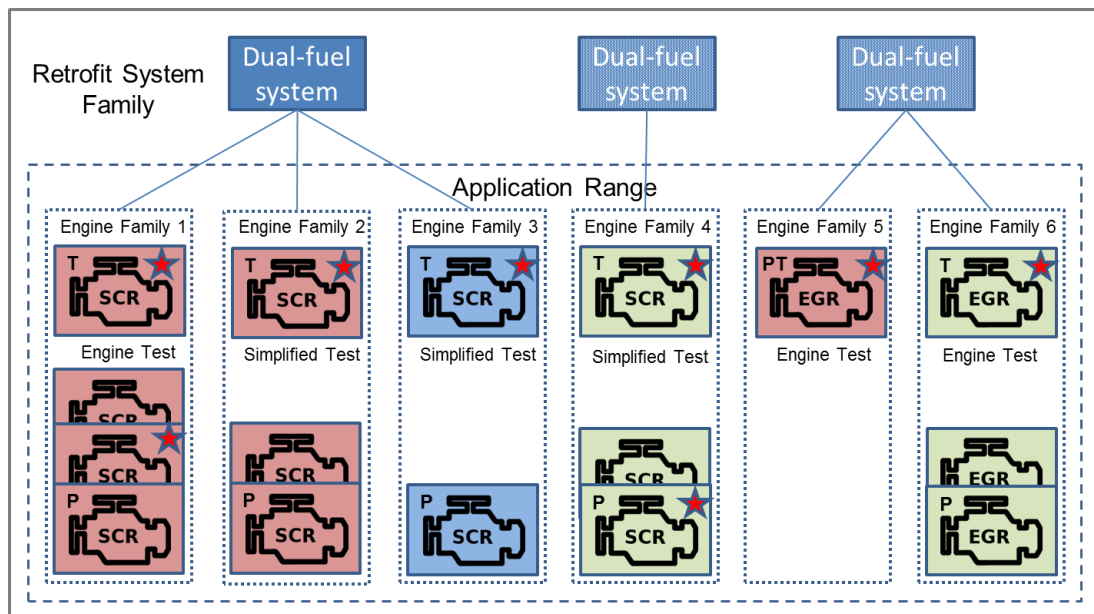 Retrofit System
Family
Dual-fuel
system
Dual-fuel
system
Dual-fuel
system
Application Range
Engine Family 1
T
SCR
Engine Test
SCR
SCR
P
SCR
Engine Family 2
T
SCR
Simplified Test
SCR
P
SCR
Engine Family 3
T
SCR
Simplified Test
P
SCR
Engine Family 4
T
SCR
Simplified Test
SCR
P
SCR
Engine Family 5
PT
EGR
Engine Test
Engine Family 6
T
EGR
Engine Test
EGR
P
EGR